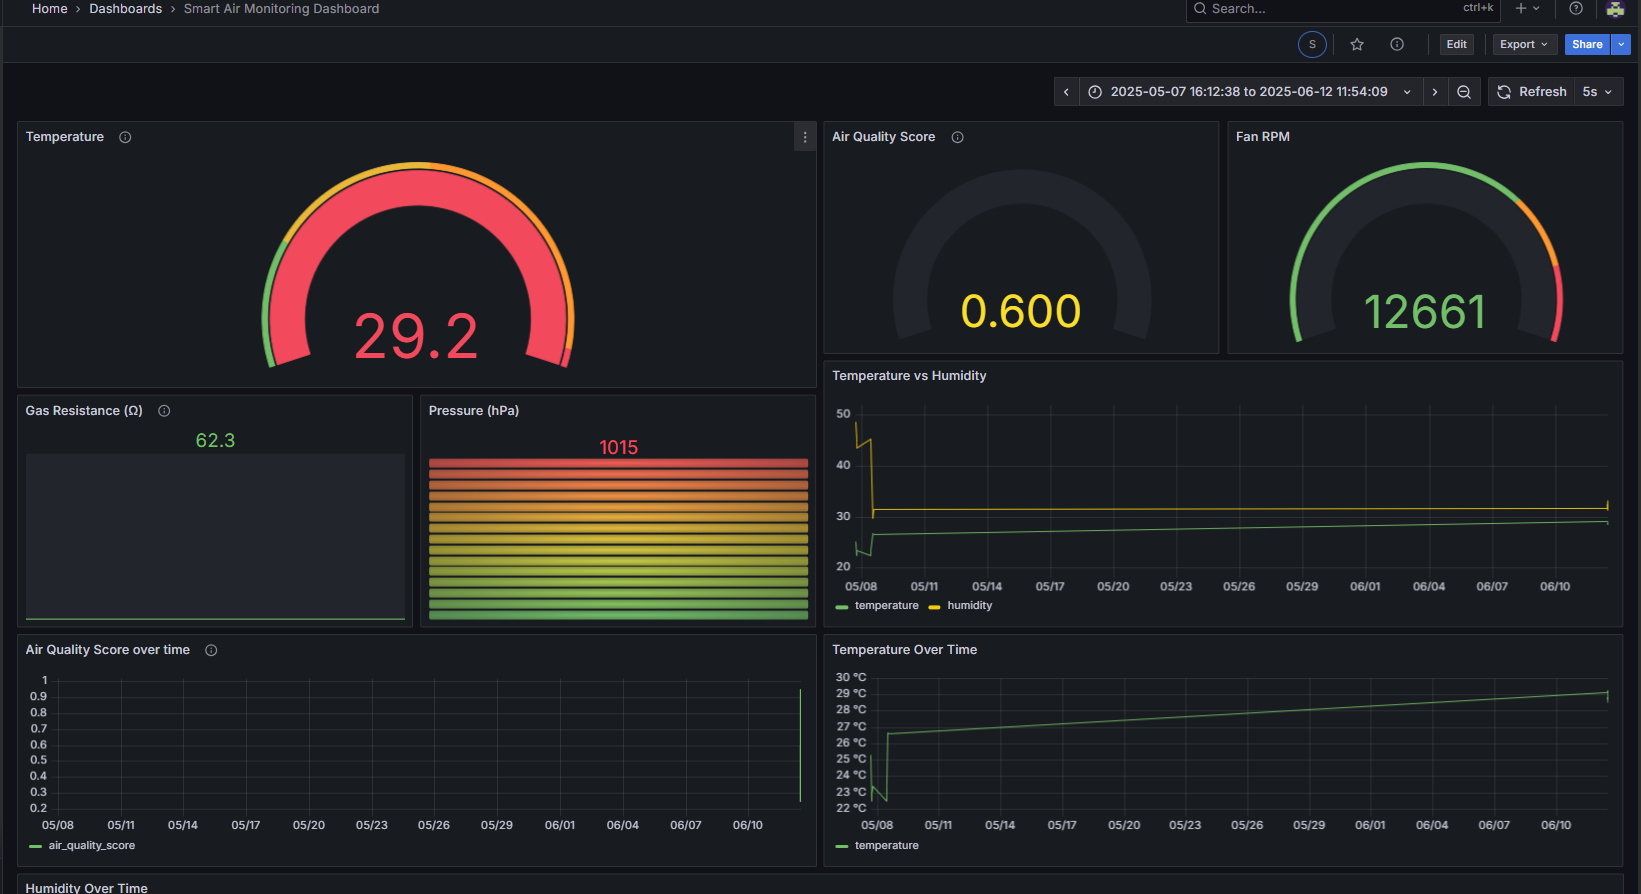 Home › Dashboards › Smart Air Monitoring Dashboard
Search... ctrl+k
S Edit Export Share
2025-05-07 16:12:38 to 2025-06-12 11:54:09 Refresh 5s
Temperature
29.2
Air Quality Score
0.600
Fan RPM
12661
Gas Resistance (Ω)
62.3
Pressure (hPa)
1015
Temperature vs Humidity
50
40
30
20
05/08 05/11 05/14 05/17 05/20 05/23 05/26 05/29 06/01 06/04 06/07 06/10
temperature humidity
Air Quality Score over time
1
0.9
0.8
0.7
0.6
0.5
0.4
0.3
0.2
05/08 05/11 05/14 05/17 05/20 05/23 05/26 05/29 06/01 06/04 06/07 06/10
air_quality_score
Temperature Over Time
30 °C
29 °C
28 °C
27 °C
26 °C
25 °C
24 °C
23 °C
22 °C
05/08 05/11 05/14 05/17 05/20 05/23 05/26 05/29 06/01 06/04 06/07 06/10
temperature
Humidity Over Time